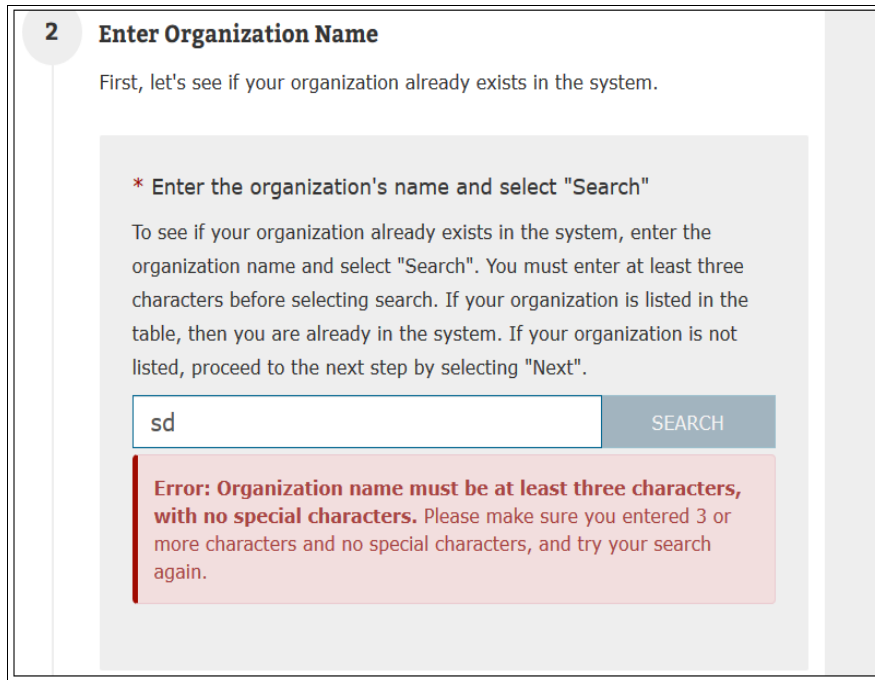 2
Enter Organization Name
First, let's see if your organization already exists in the system.
* Enter the organization's name and select "Search"
To see if your organization already exists in the system, enter the
organization name and select "Search". You must enter at least three
characters before selecting search. If your organization is listed in the
table, then you are already in the system. If your organization is not
listed, proceed to the next step by selecting "Next".
sd
SEARCH
Error: Organization name must be at least three characters,
with no special characters. Please make sure you entered 3 or
more characters and no special characters, and try your search
again.